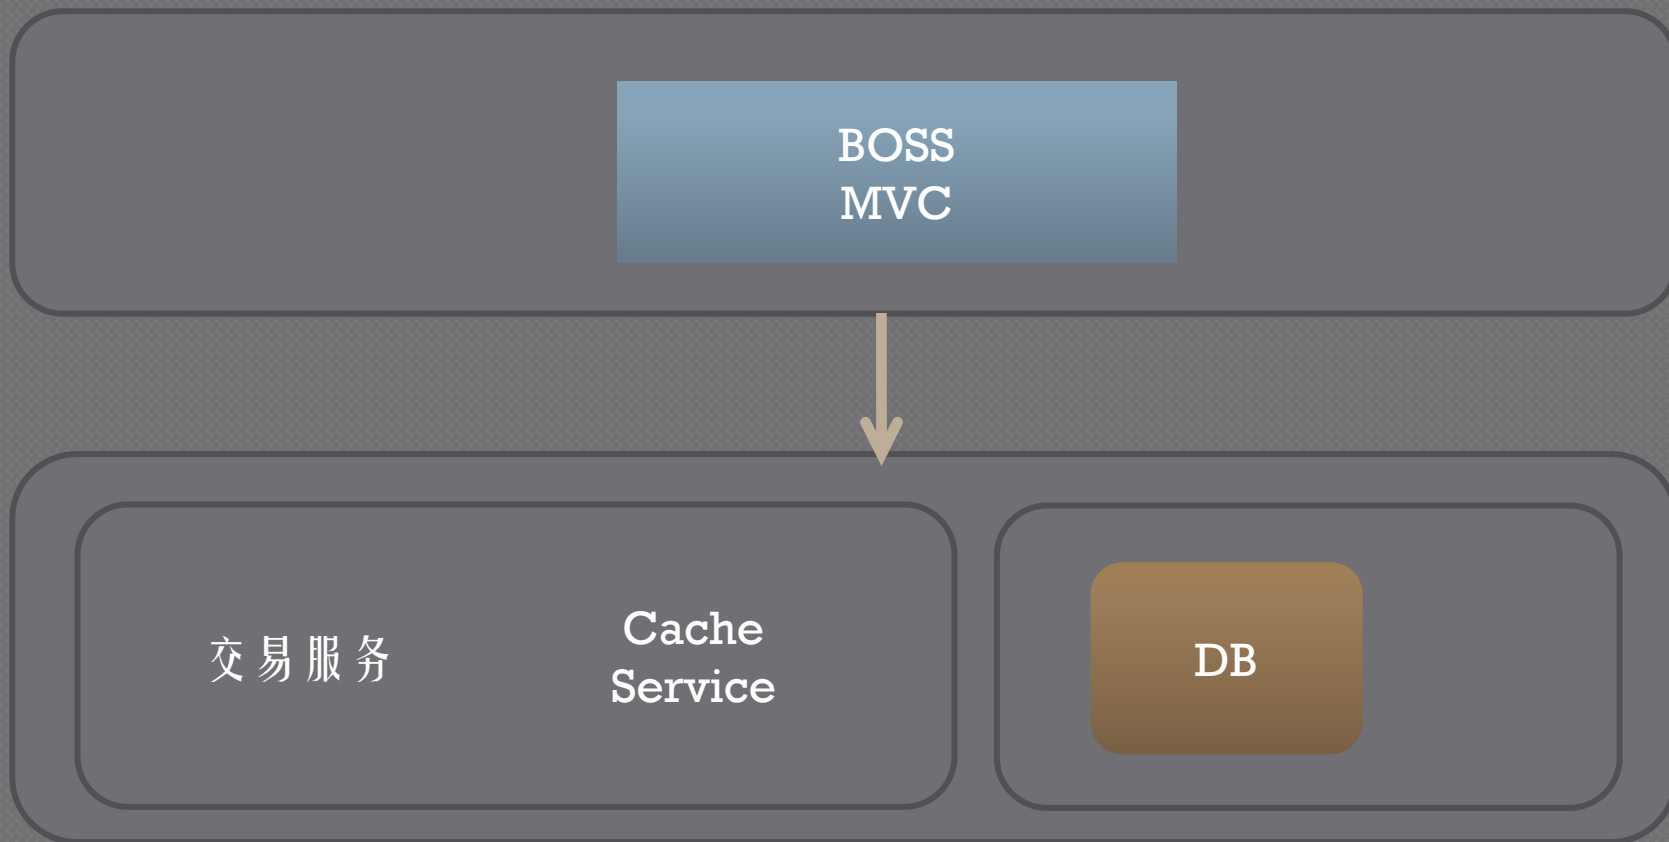 BOSS
MVC
交易服务
Cache
Service
DB